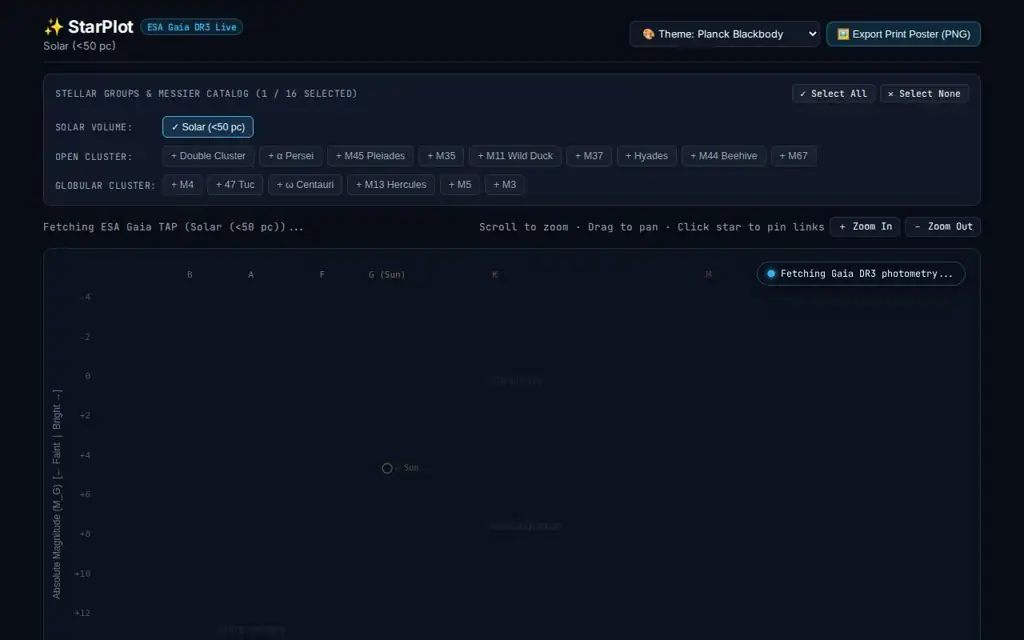 ✨ StarPlot ESA Gaia DR3 Live
Solar (<50 pc)
🎨 Theme: Planck Blackbody
🖼️ Export Print Poster (PNG)
STELLAR GROUPS & MESSIER CATALOG (1 / 16 SELECTED)
✓ Select All
✕ Select None
SOLAR VOLUME: ✓ Solar (<50 pc)
OPEN CLUSTER: + Double Cluster + α Persei + M45 Pleiades + M35 + M11 Wild Duck + M37 + Hyades + M44 Beehive + M67
GLOBULAR CLUSTER: + M4 + 47 Tuc + ω Centauri + M13 Hercules + M5 + M3
Fetching ESA Gaia TAP (Solar (<50 pc))...
Scroll to zoom · Drag to pan · Click star to pin links
+ Zoom In
− Zoom Out
B A F G (Sun) K M
Fetching Gaia DR3 photometry...
-4
-2
0
+2
+4
← Sun
+6
+8
+10
+12
Absolute Magnitude (M_G) [← Faint | Bright →]